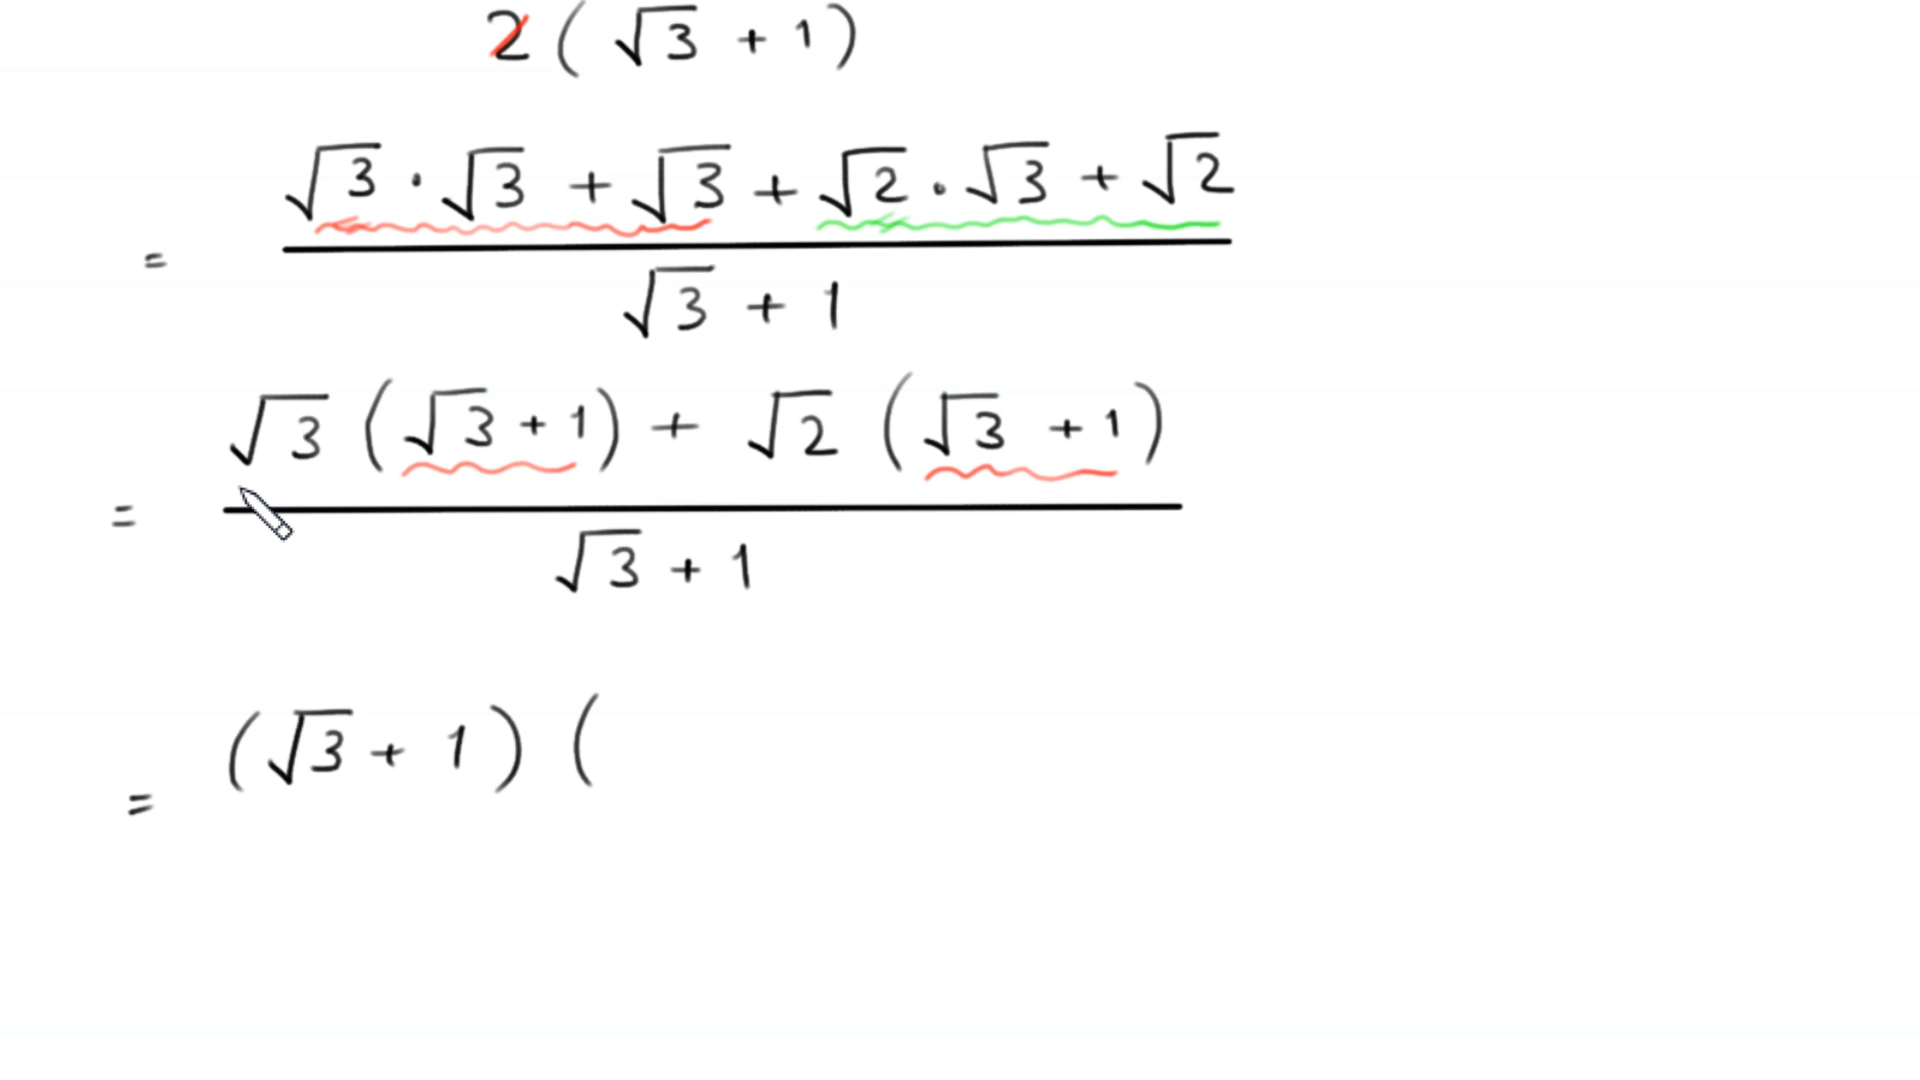 2 ( √3 + 1 )
√3 · √3 + √3 + √2 · √3 + √2
=
√3 + 1
√3 ( √3 + 1 ) + √2 ( √3 + 1 )
=
√3 + 1
( √3 + 1 ) (
=